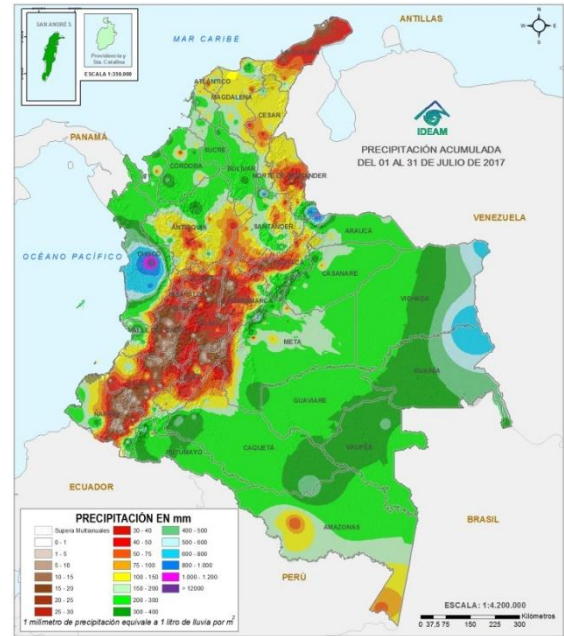 SAN ANDRÉS
Providencia y
Sta. Catalina
ESCALA 1:350.000
MAR CARIBE
ANTILLAS
N
W
E
S
IDEAM
PRECIPITACIÓN ACUMULADA
DEL 01 AL 31 DE JULIO DE 2017
PANAMÁ
VENEZUELA
OCÉANO PACÍFICO
ATLÁNTICO
MAGDALENA
CESAR
SUCRE
CÓRDOBA
BOLÍVAR
NORTE DE SANTANDER
ANTIOQUIA
SANTANDER
ARAUCA
CHOCÓ
CASANARE
VICHADA
META
GUAINÍA
GUAVIARE
CAQUETA
VAUPÉS
PUTUMAYO
AMAZONAS
ECUADOR
BRASIL
PERÚ
PRECIPITACIÓN EN mm
Supera Multianuales
0 - 1
1 - 5
5 - 10
10 - 15
15 - 20
20 - 25
25 - 30
30 - 40
40 - 50
50 - 75
75 - 100
100 - 150
150 - 200
200 - 300
300 - 400
400 - 500
500 - 600
600 - 800
800 - 1.000
1.000 - 1.200
> 12000
1 milimetro de precipitación equivale a 1 litro de lluvia por m²
ESCALA: 1:4.200.000
Kilómetros
0 37,5 75 150 225 300